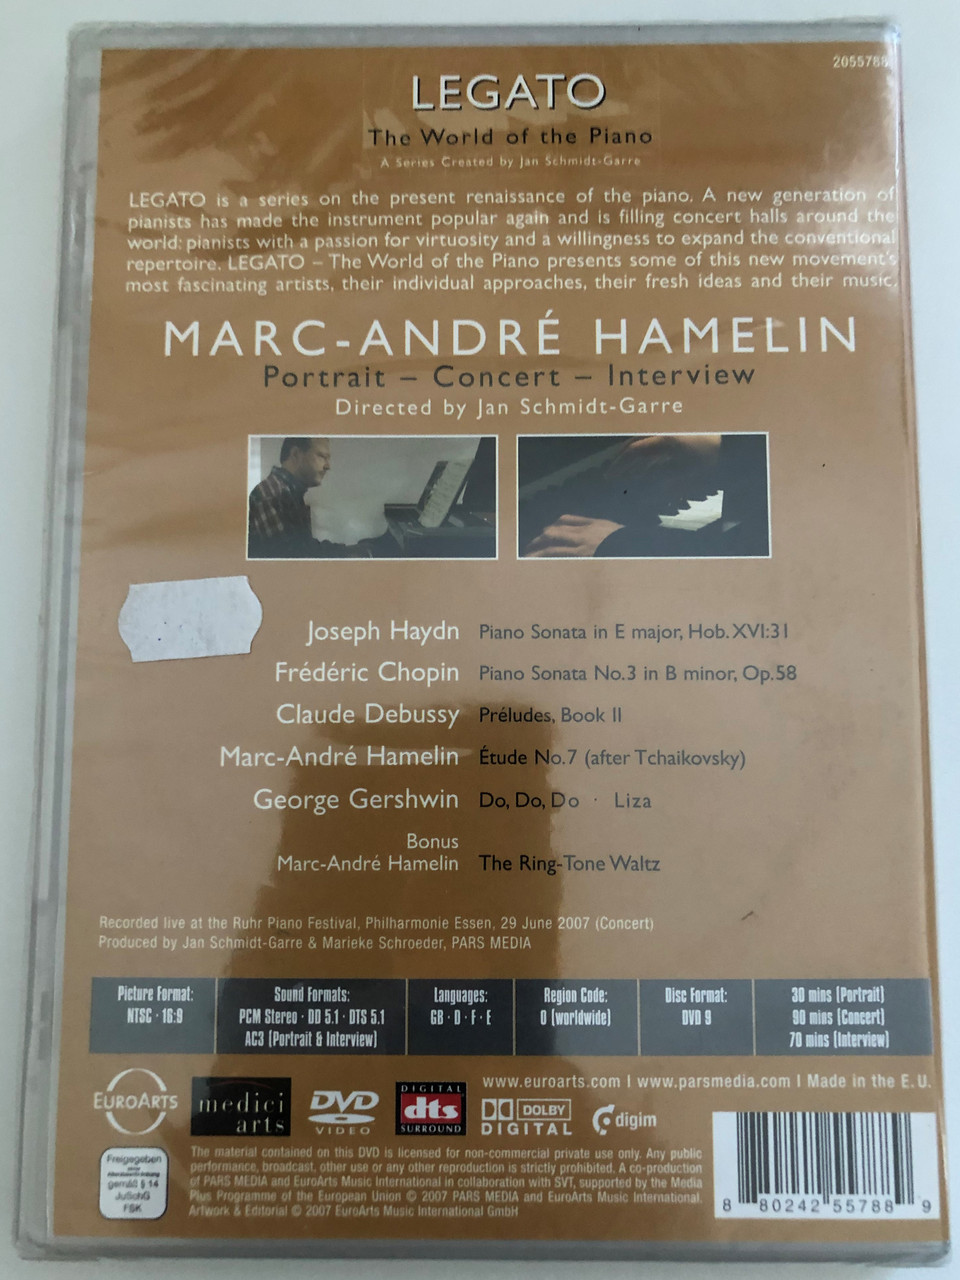 2055788
LEGATO
The World of the Piano
A Series Created by Jan Schmidt-Garre
LEGATO is a series on the present renaissance of the piano. A new generation of
pianists has made the instrument popular again and is filling concert halls around the
world: pianists with a passion for virtuosity and a willingness to expand the conventional
repertoire. LEGATO – The World of the Piano presents some of this new movement's
most fascinating artists, their individual approaches, their fresh ideas and their music.
MARC-ANDRÉ HAMELIN
Portrait – Concert – Interview
Directed by Jan Schmidt-Garre
Joseph Haydn Piano Sonata in E major, Hob. XVI:31
Frédéric Chopin Piano Sonata No.3 in B minor, Op.58
Claude Debussy Préludes, Book II
Marc-André Hamelin Étude No.7 (after Tchaikovsky)
George Gershwin Do, Do, Do · Liza
Bonus
Marc-André Hamelin The Ring-Tone Waltz
Recorded live at the Ruhr Piano Festival, Philharmonie Essen, 29 June 2007 (Concert)
Produced by Jan Schmidt-Garre & Marieke Schroeder, PARS MEDIA
Picture Format:
NTSC · 16:9
Sound Formats:
PCM Stereo · DD 5.1 · DTS 5.1
AC3 (Portrait & Interview)
Languages:
GB · D · F · E
Region Code:
0 (worldwide)
Disc Format:
DVD 9
30 mins (Portrait)
90 mins (Concert)
70 mins (Interview)
www.euroarts.com I www.parsmedia.com I Made in the E.U.
EUROARTS
medici
arts
DVD
VIDEO
DIGITAL
dts
SURROUND
DOLBY
DIGITAL
digim
The material contained on this DVD is licensed for non-commercial private use only. Any public
performance, broadcast, other use or any other reproduction is strictly prohibited. A co-production
of PARS MEDIA and EuroArts Music International in collaboration with SVT, supported by the Media
Plus Programme of the European Union © 2007 PARS MEDIA and EuroArts Music International.
Artwork & Editorial © 2007 EuroArts Music International GmbH
Freigegeben
gemäß § 14
JuSchG
FSK
8 80242 55788 9